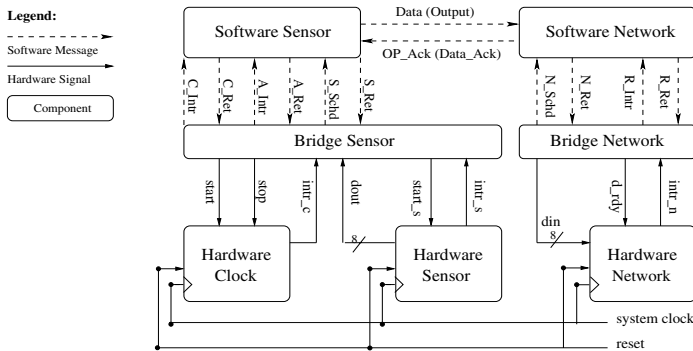 Legend:
Software Message
Hardware Signal
Component
Software Sensor
Data (Output)
OP_Ack (Data_Ack)
Software Network
C_Intr
C_Ret
A_Intr
A_Ret
S_Schd
S_Ret
N_Schd
N_Ret
R_Intr
R_Ret
Bridge Sensor
Bridge Network
start
stop
intr_c
dout
start_s
intr_s
din
d_rdy
intr_n
8
8
Hardware
Clock
Hardware
Sensor
Hardware
Network
system clock
reset